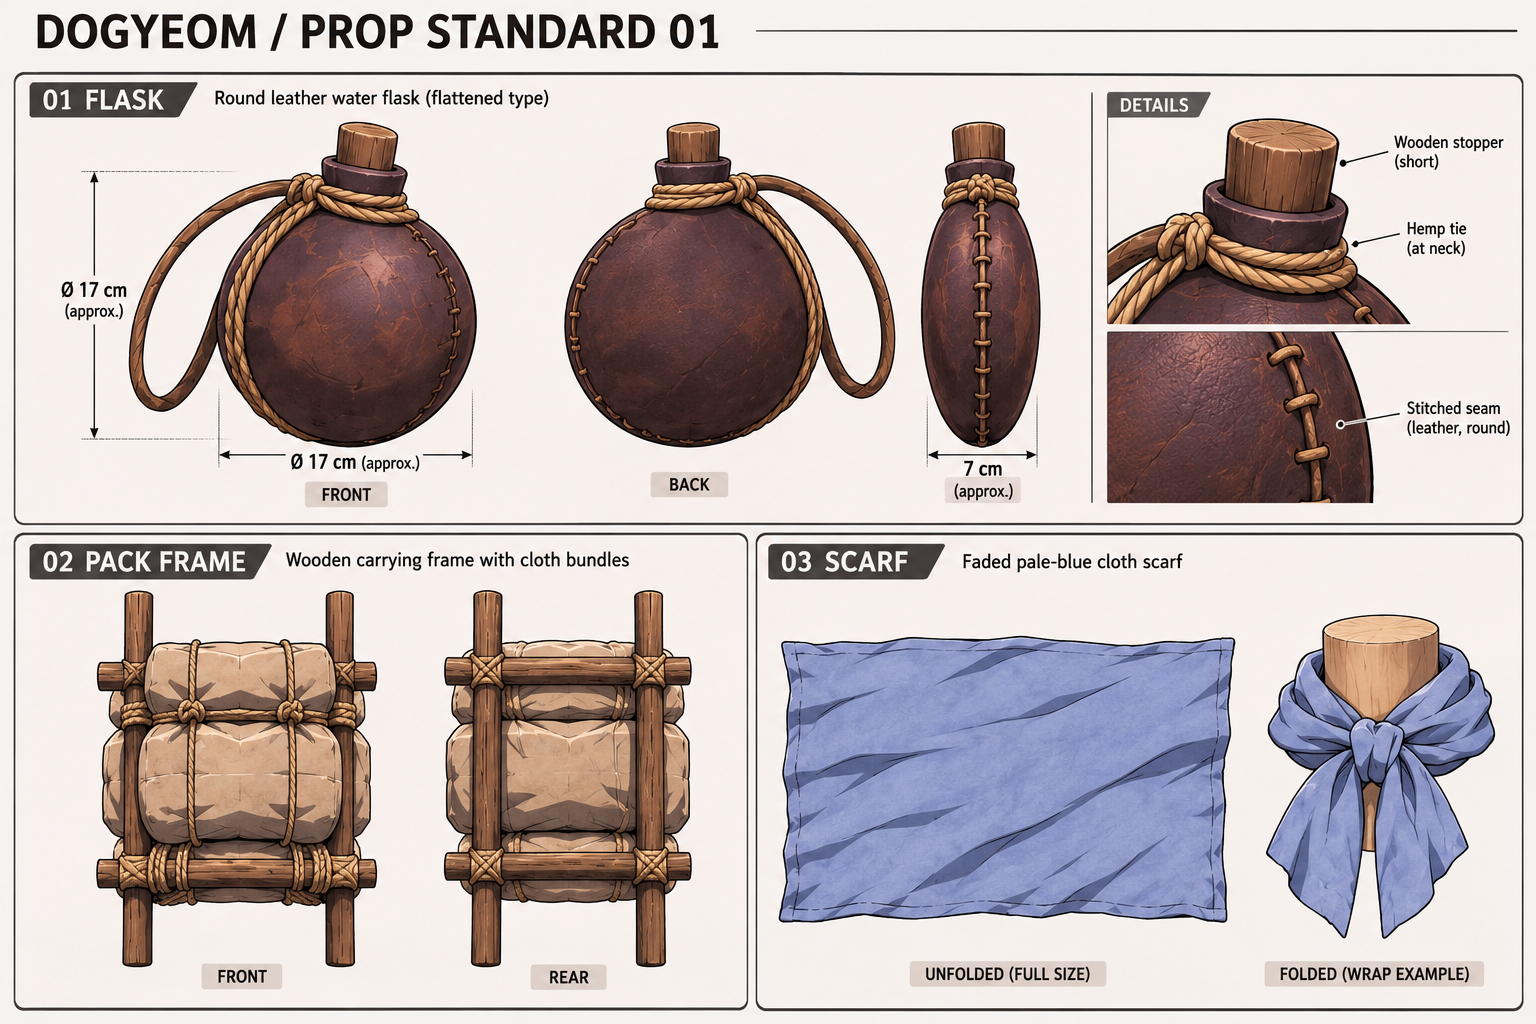 DOGYEOM / PROP STANDARD 01
01 FLASK
Round leather water flask (flattened type)
Ø 17 cm
(approx.)
Ø 17 cm (approx.)
FRONT
BACK
7 cm
(approx.)
DETAILS
Wooden stopper
(short)
Hemp tie
(at neck)
Stitched seam
(leather, round)
02 PACK FRAME
Wooden carrying frame with cloth bundles
FRONT
REAR
03 SCARF
Faded pale-blue cloth scarf
UNFOLDED (FULL SIZE)
FOLDED (WRAP EXAMPLE)